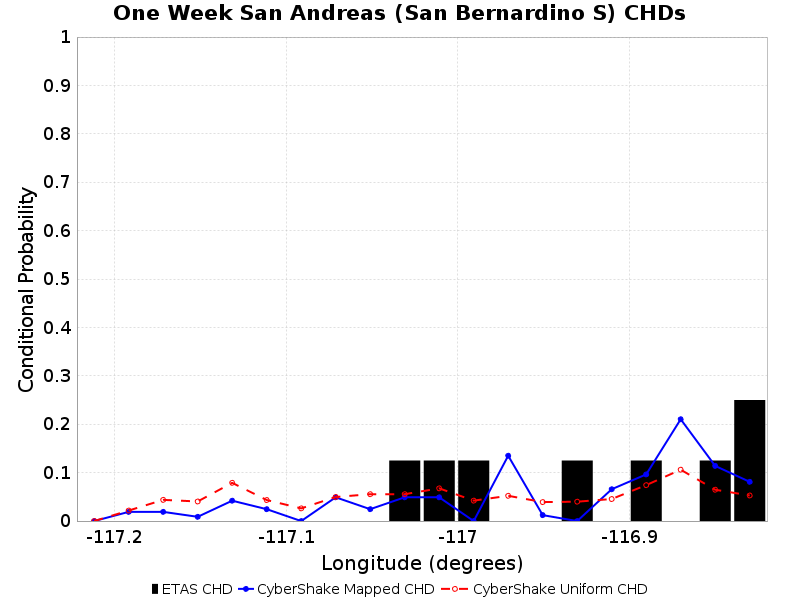 One Week San Andreas (San Bernardino S) CHDs
Conditional Probability
1
0.9
0.8
0.7
0.6
0.5
0.4
0.3
0.2
0.1
0
-117.2 -117.1 -117 -116.9
Longitude (degrees)
ETAS CHD CyberShake Mapped CHD CyberShake Uniform CHD